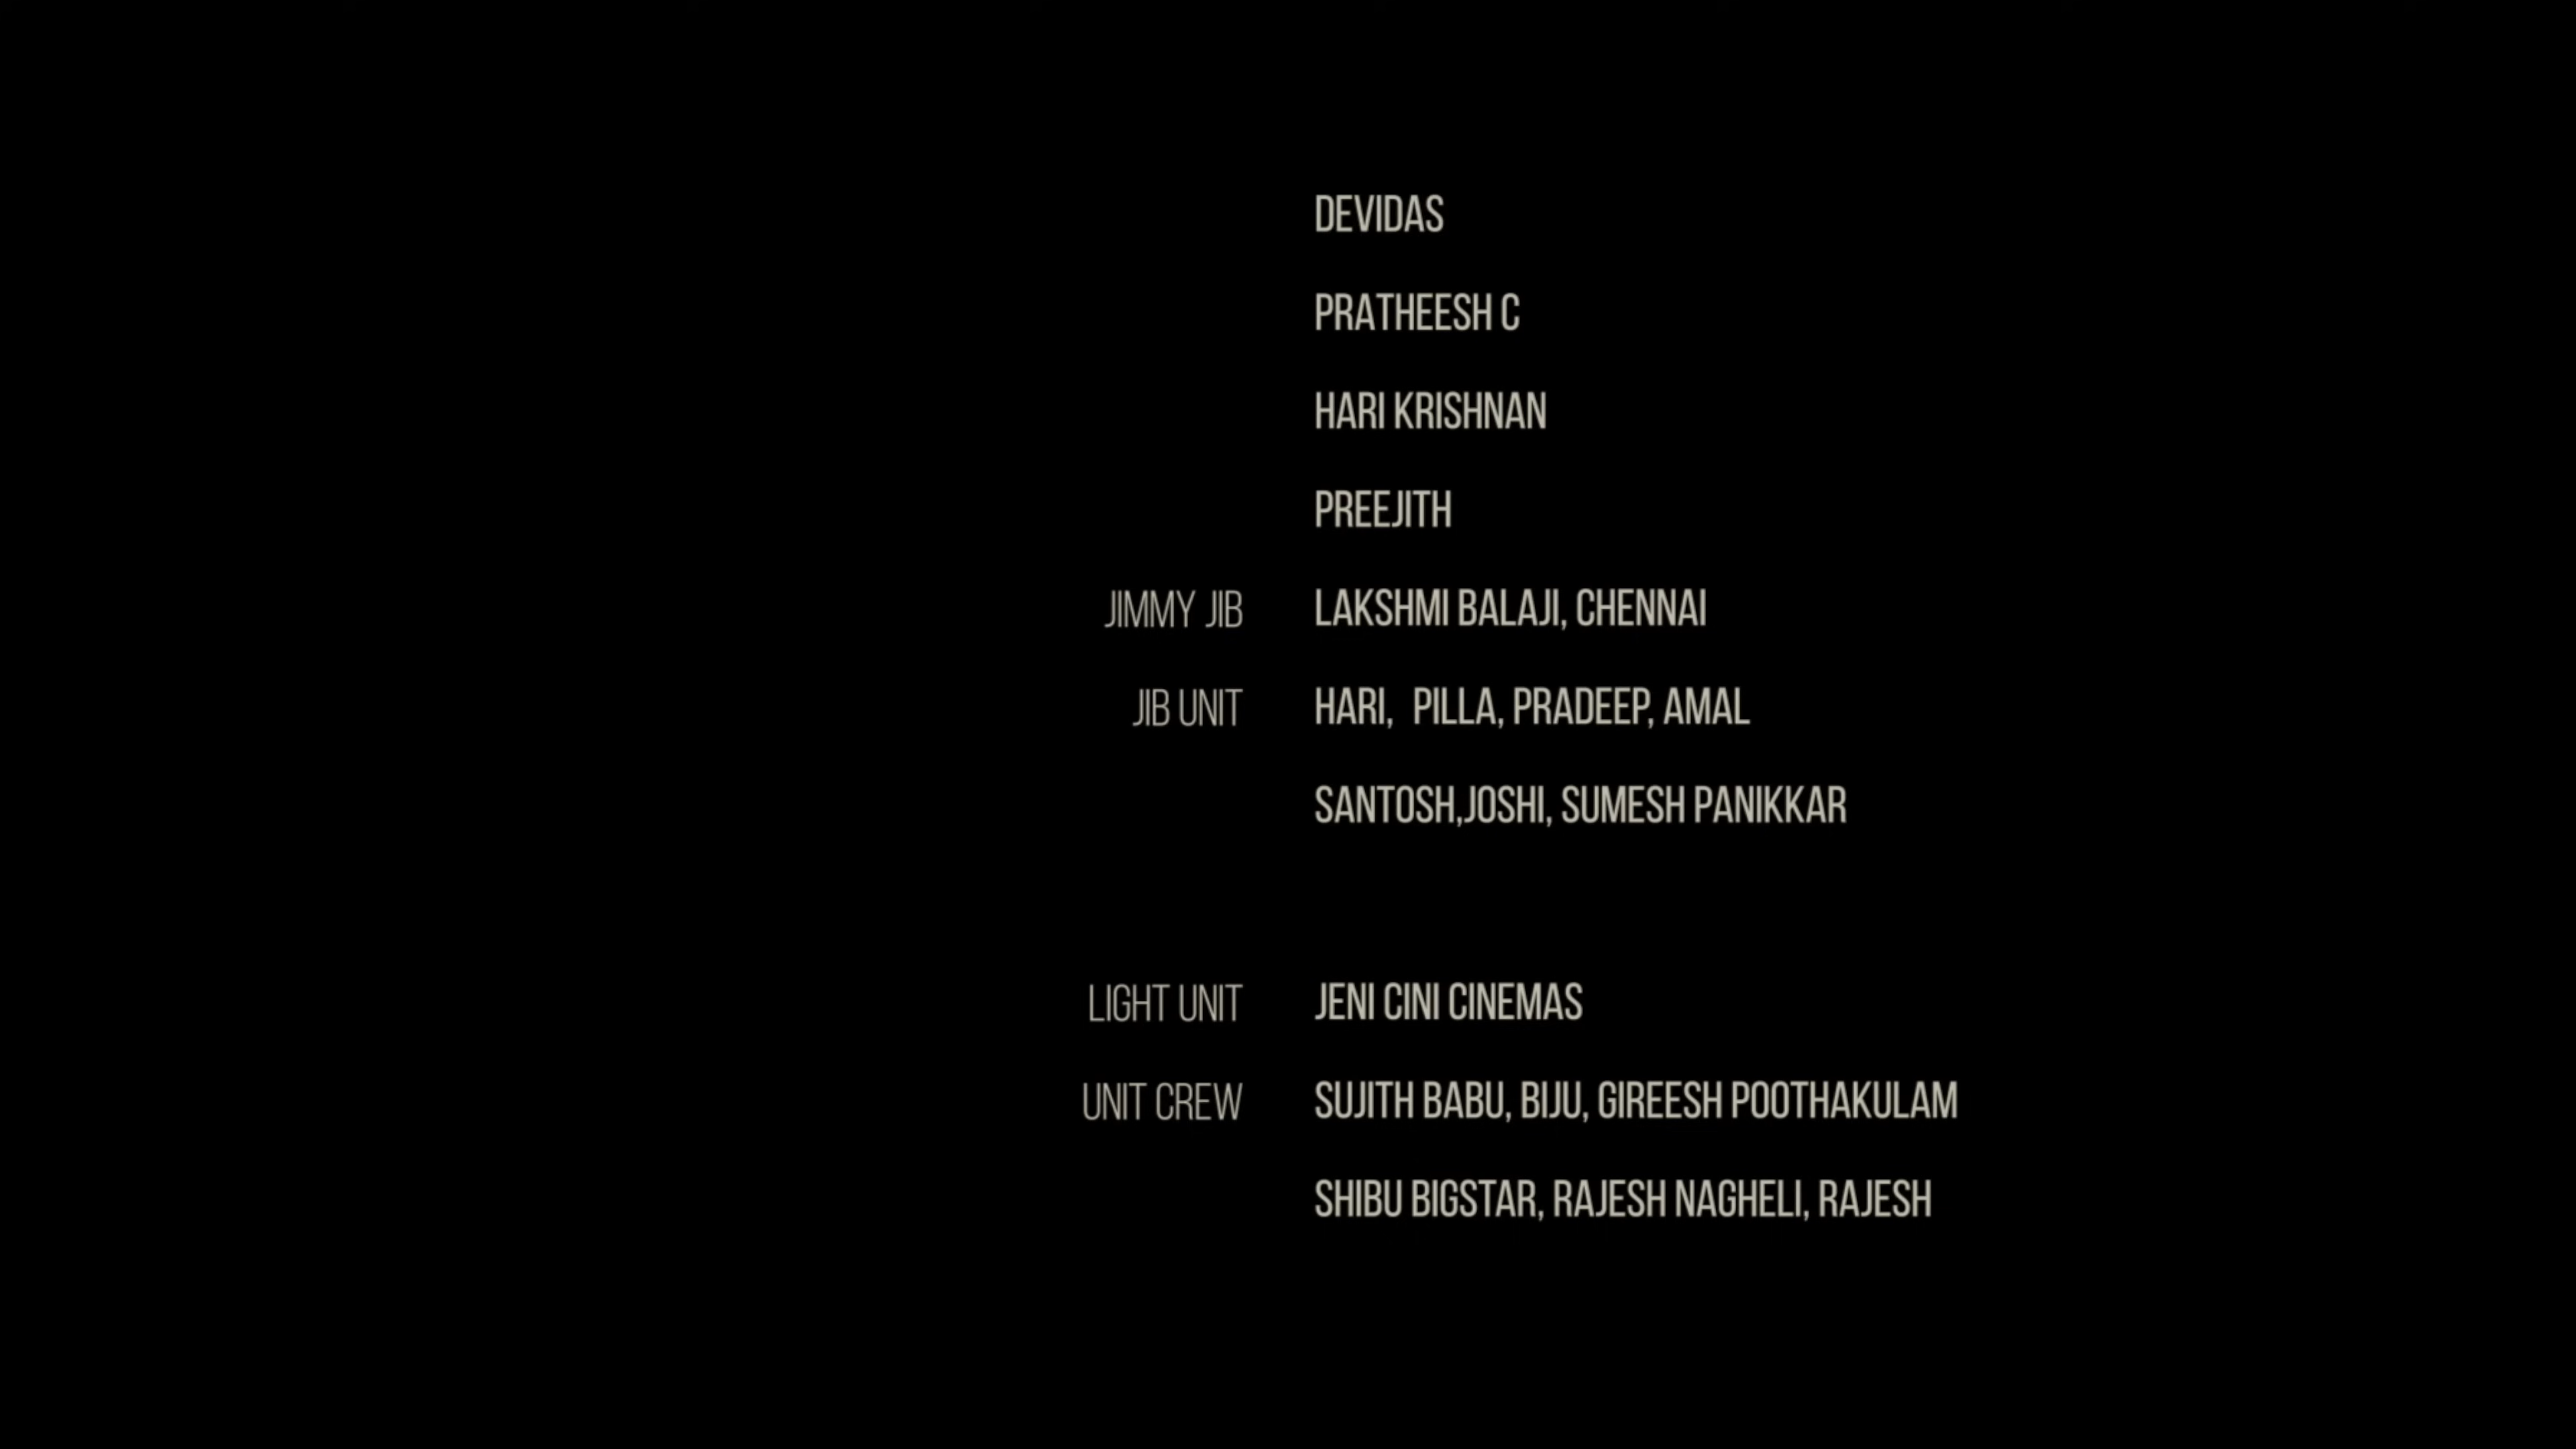 DEVIDAS
PRATHEESH C
HARI KRISHNAN
PREEJITH
JIMMY JIB LAKSHMI BALAJI, CHENNAI
JIB UNIT HARI,  PILLA, PRADEEP, AMAL
SANTOSH,JOSHI, SUMESH PANIKKAR
LIGHT UNIT JENI CINI CINEMAS
UNIT CREW SUJITH BABU, BIJU, GIREESH POOTHAKULAM
SHIBU BIGSTAR, RAJESH NAGHELI, RAJESH